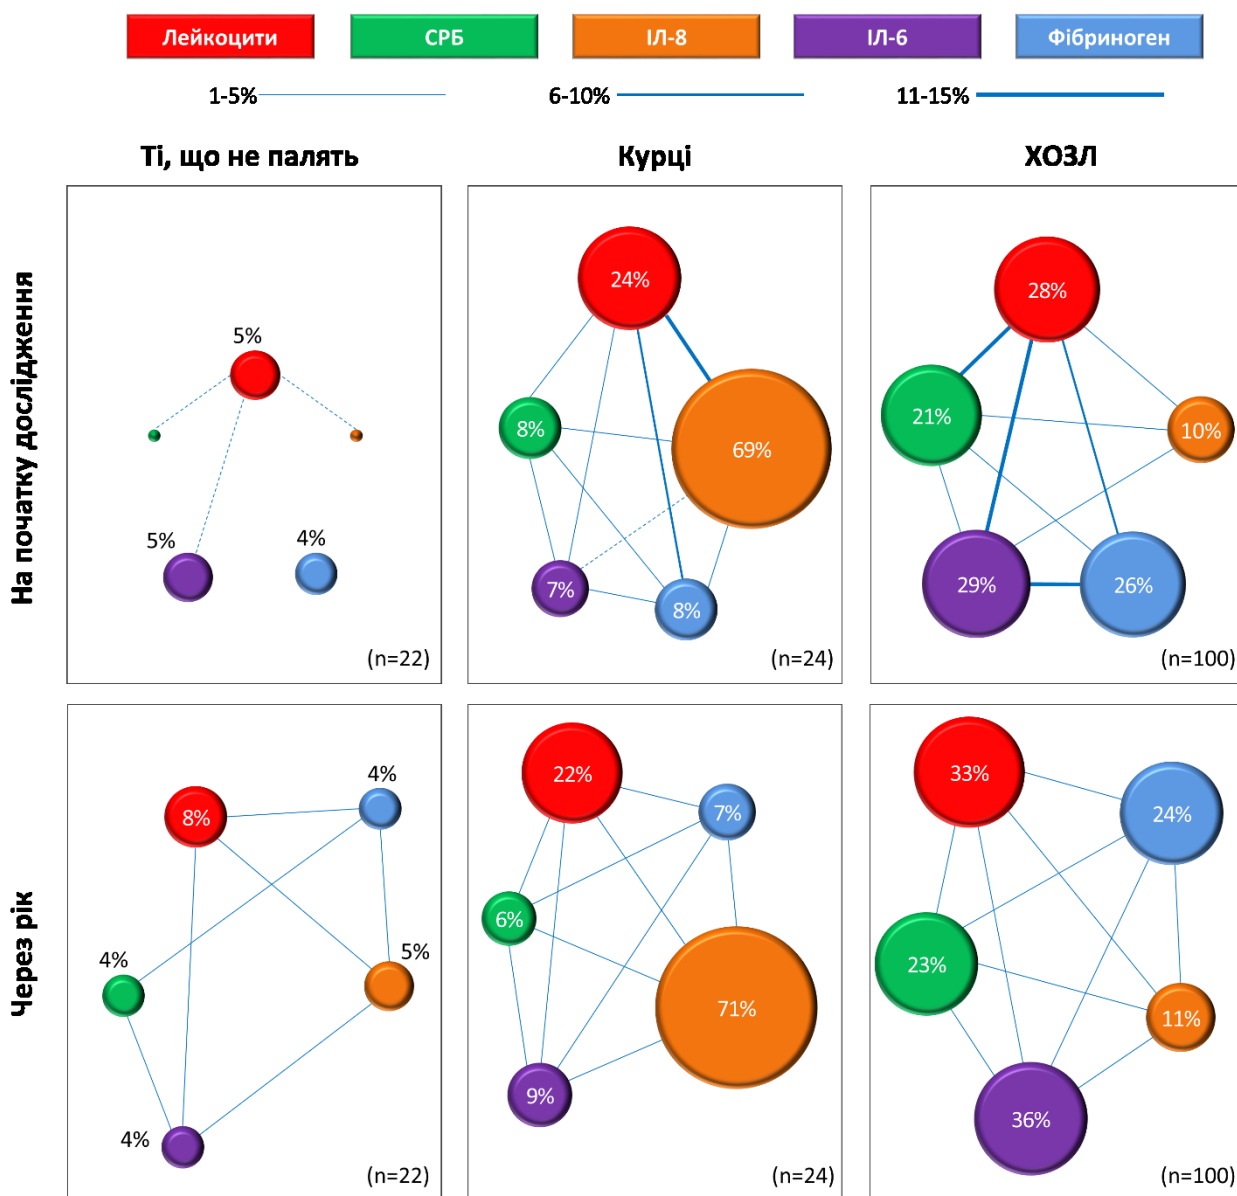 Лейкоцити СРБ ІЛ-8 ІЛ-6 Фібриноген
1-5% 6-10% 11-15%
Ті, що не палять Курці ХОЗЛ
На початку дослідження
5%
5%
4%
(n=22)
24%
8%
69%
7%
8%
(n=24)
28%
21%
10%
29%
26%
(n=100)
Через рік
4%
8%
4%
5%
4%
(n=22)
22%
7%
6%
71%
9%
(n=24)
33%
24%
23%
11%
36%
(n=100)